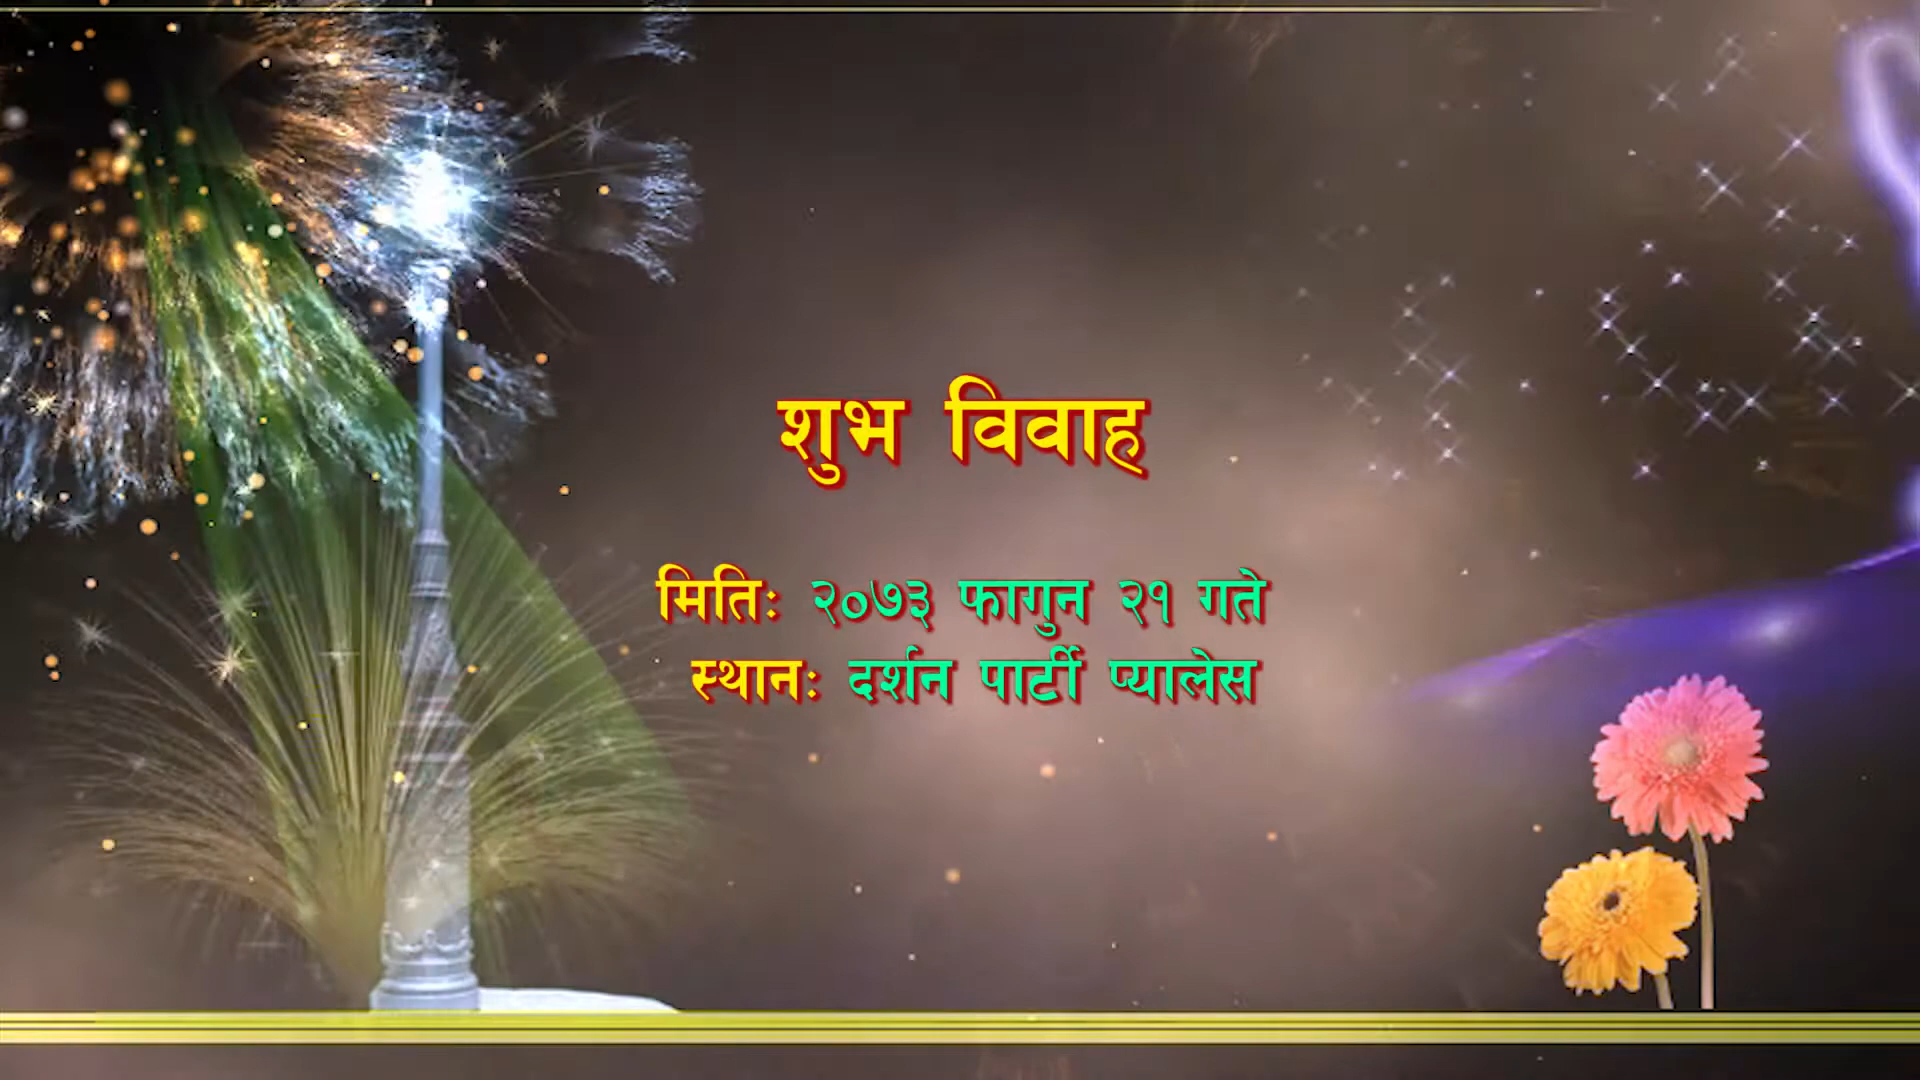 शुभ विवाह
मितिः २०७३ फागुन २१ गते
स्थानः दर्शन पार्टी प्यालेस